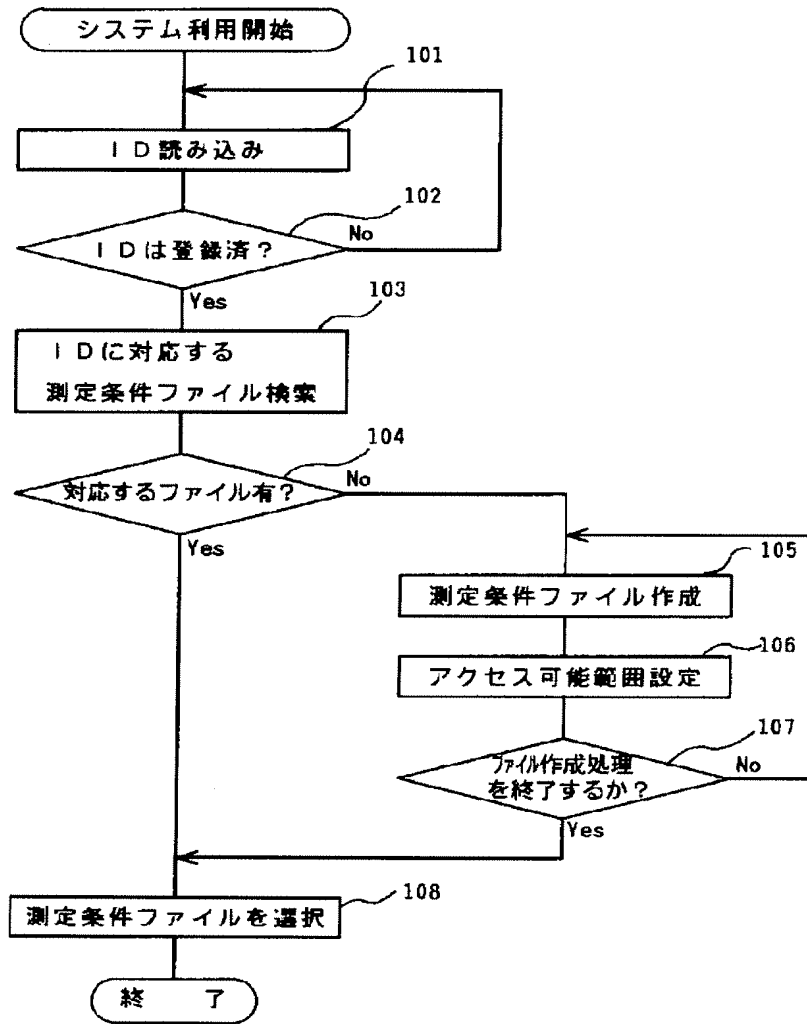 システム利用開始
101
ID読み込み
102
IDは登録済?
No
Yes
103
IDに対応する
測定条件ファイル検索
104
対応するファイル有?
No
Yes
105
測定条件ファイル作成
106
アクセス可能範囲設定
107
ファイル作成処理
を終了するか?
No
Yes
108
測定条件ファイルを選択
終 了